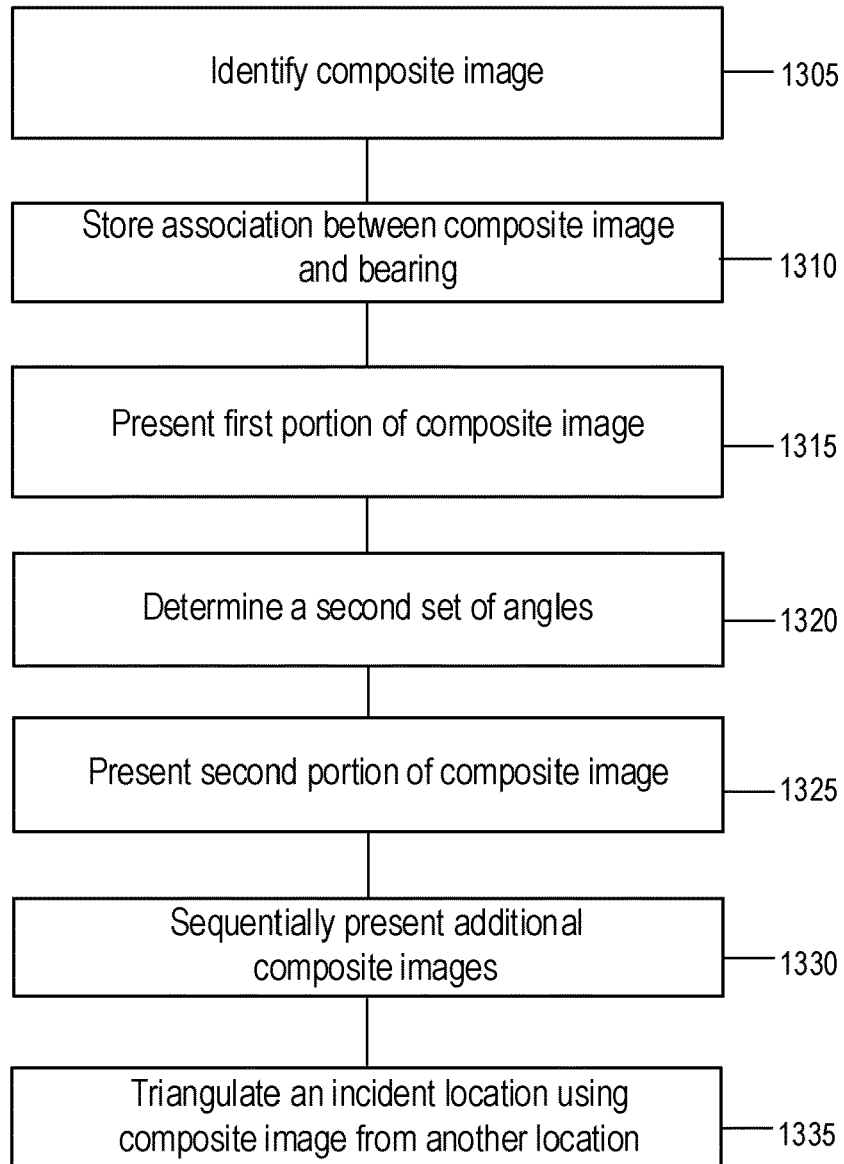 Identify composite image
1305
Store association between composite image
and bearing
1310
Present first portion of composite image
1315
Determine a second set of angles
1320
Present second portion of composite image
1325
Sequentially present additional
composite images
1330
Triangulate an incident location using
composite image from another location
1335